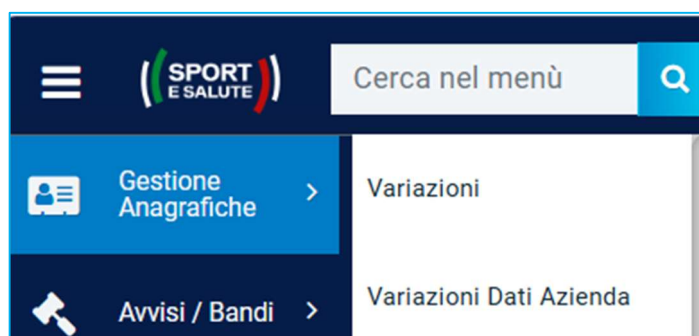 SPORT
E SALUTE
Cerca nel menù
Gestione
Anagrafiche
Variazioni
Avvisi / Bandi
Variazioni Dati Azienda